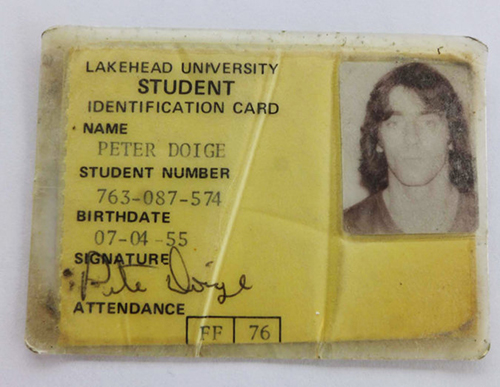 LAKEHEAD UNIVERSITY
STUDENT
IDENTIFICATION CARD
NAME
PETER DOIGE
STUDENT NUMBER
763-087-574
BIRTHDATE
07-04-55
SIGNATURE
Pete Doige
ATTENDANCE
FF 76